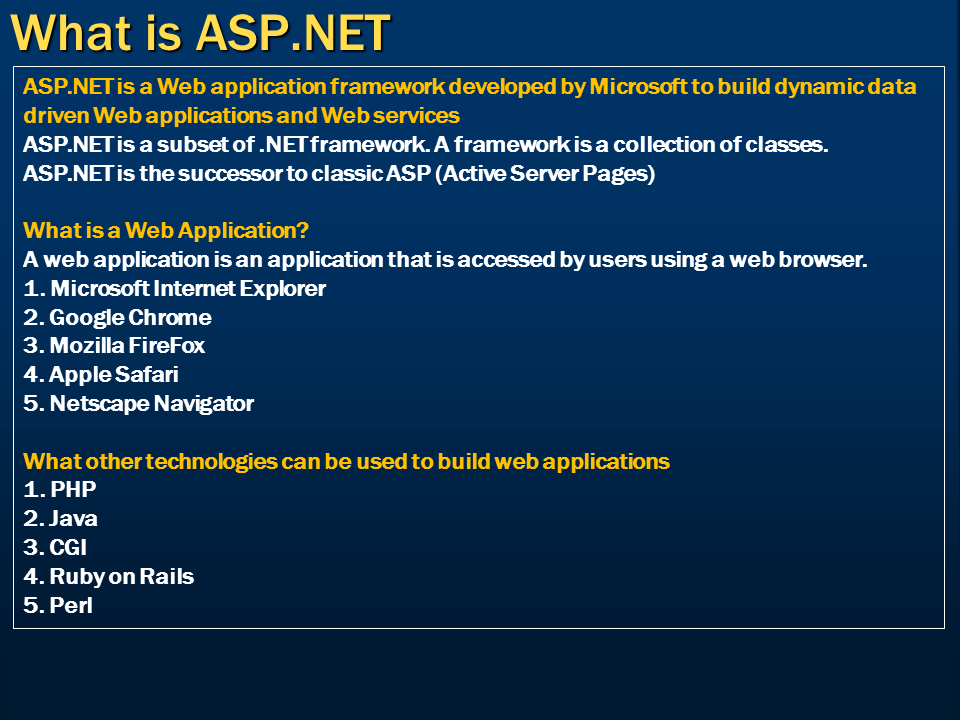 What is ASP.NET
ASP.NET is a Web application framework developed by Microsoft to build dynamic data
driven Web applications and Web services
ASP.NET is a subset of .NET framework. A framework is a collection of classes.
ASP.NET is the successor to classic ASP (Active Server Pages)
What is a Web Application?
A web application is an application that is accessed by users using a web browser.
1. Microsoft Internet Explorer
2. Google Chrome
3. Mozilla FireFox
4. Apple Safari
5. Netscape Navigator
What other technologies can be used to build web applications
1. PHP
2. Java
3. CGI
4. Ruby on Rails
5. Perl